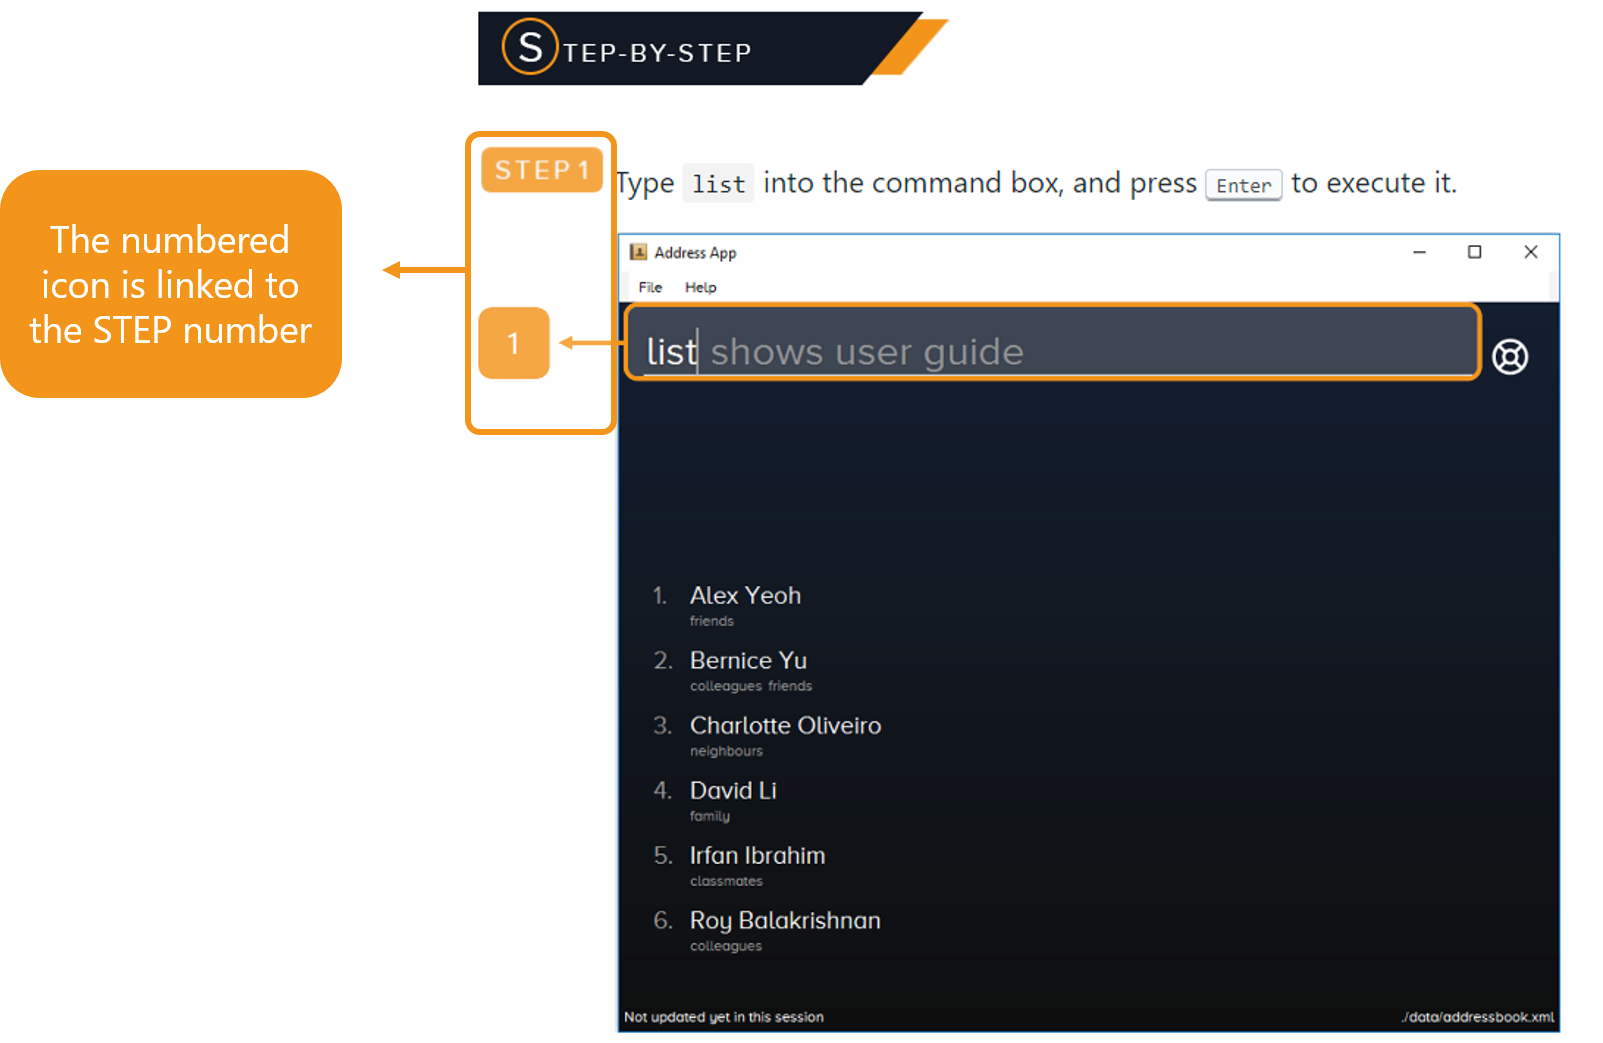 STEP-BY-STEP
STEP 1
Type list into the command box, and press Enter to execute it.
The numbered
icon is linked to
the STEP number
Address App
File Help
1
list shows user guide
1. Alex Yeoh
friends
2. Bernice Yu
colleagues friends
3. Charlotte Oliveiro
neighbours
4. David Li
family
5. Irfan Ibrahim
classmates
6. Roy Balakrishnan
colleagues
Not updated yet in this session
./data/addressbook.xml